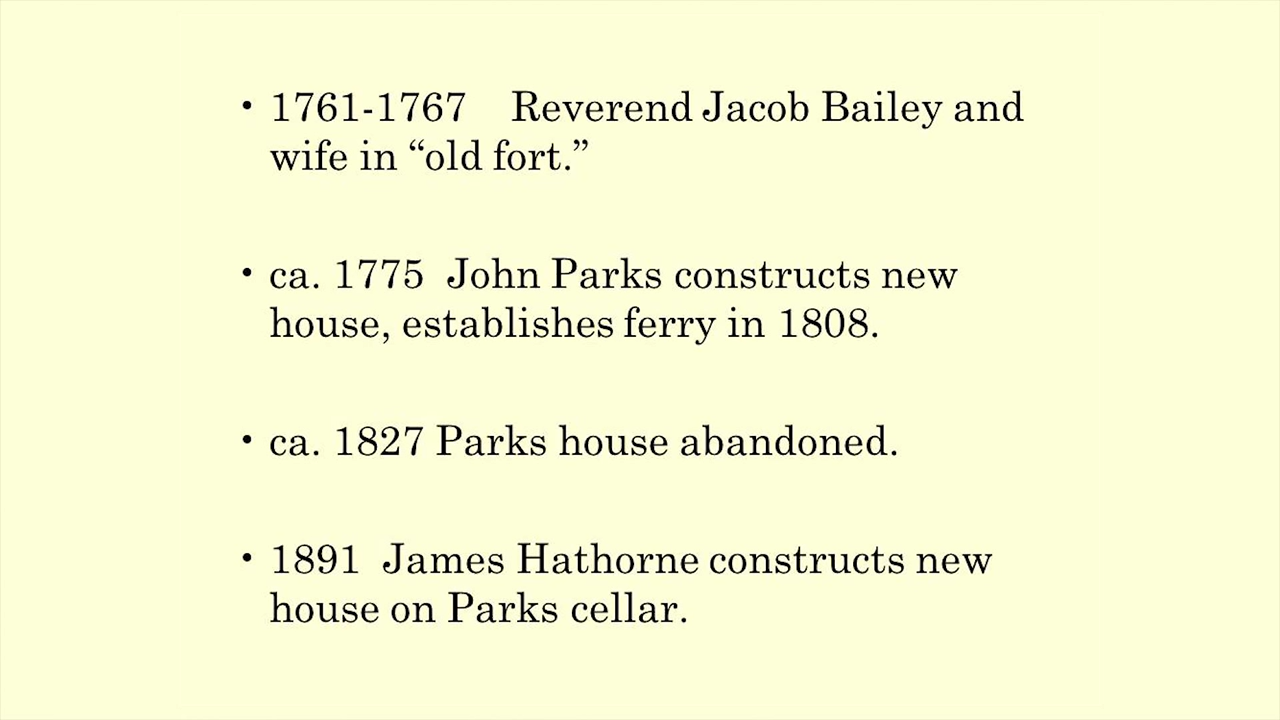 • 1761-1767 Reverend Jacob Bailey and
wife in “old fort.”
• ca. 1775 John Parks constructs new
house, establishes ferry in 1808.
• ca. 1827 Parks house abandoned.
• 1891 James Hathorne constructs new
house on Parks cellar.